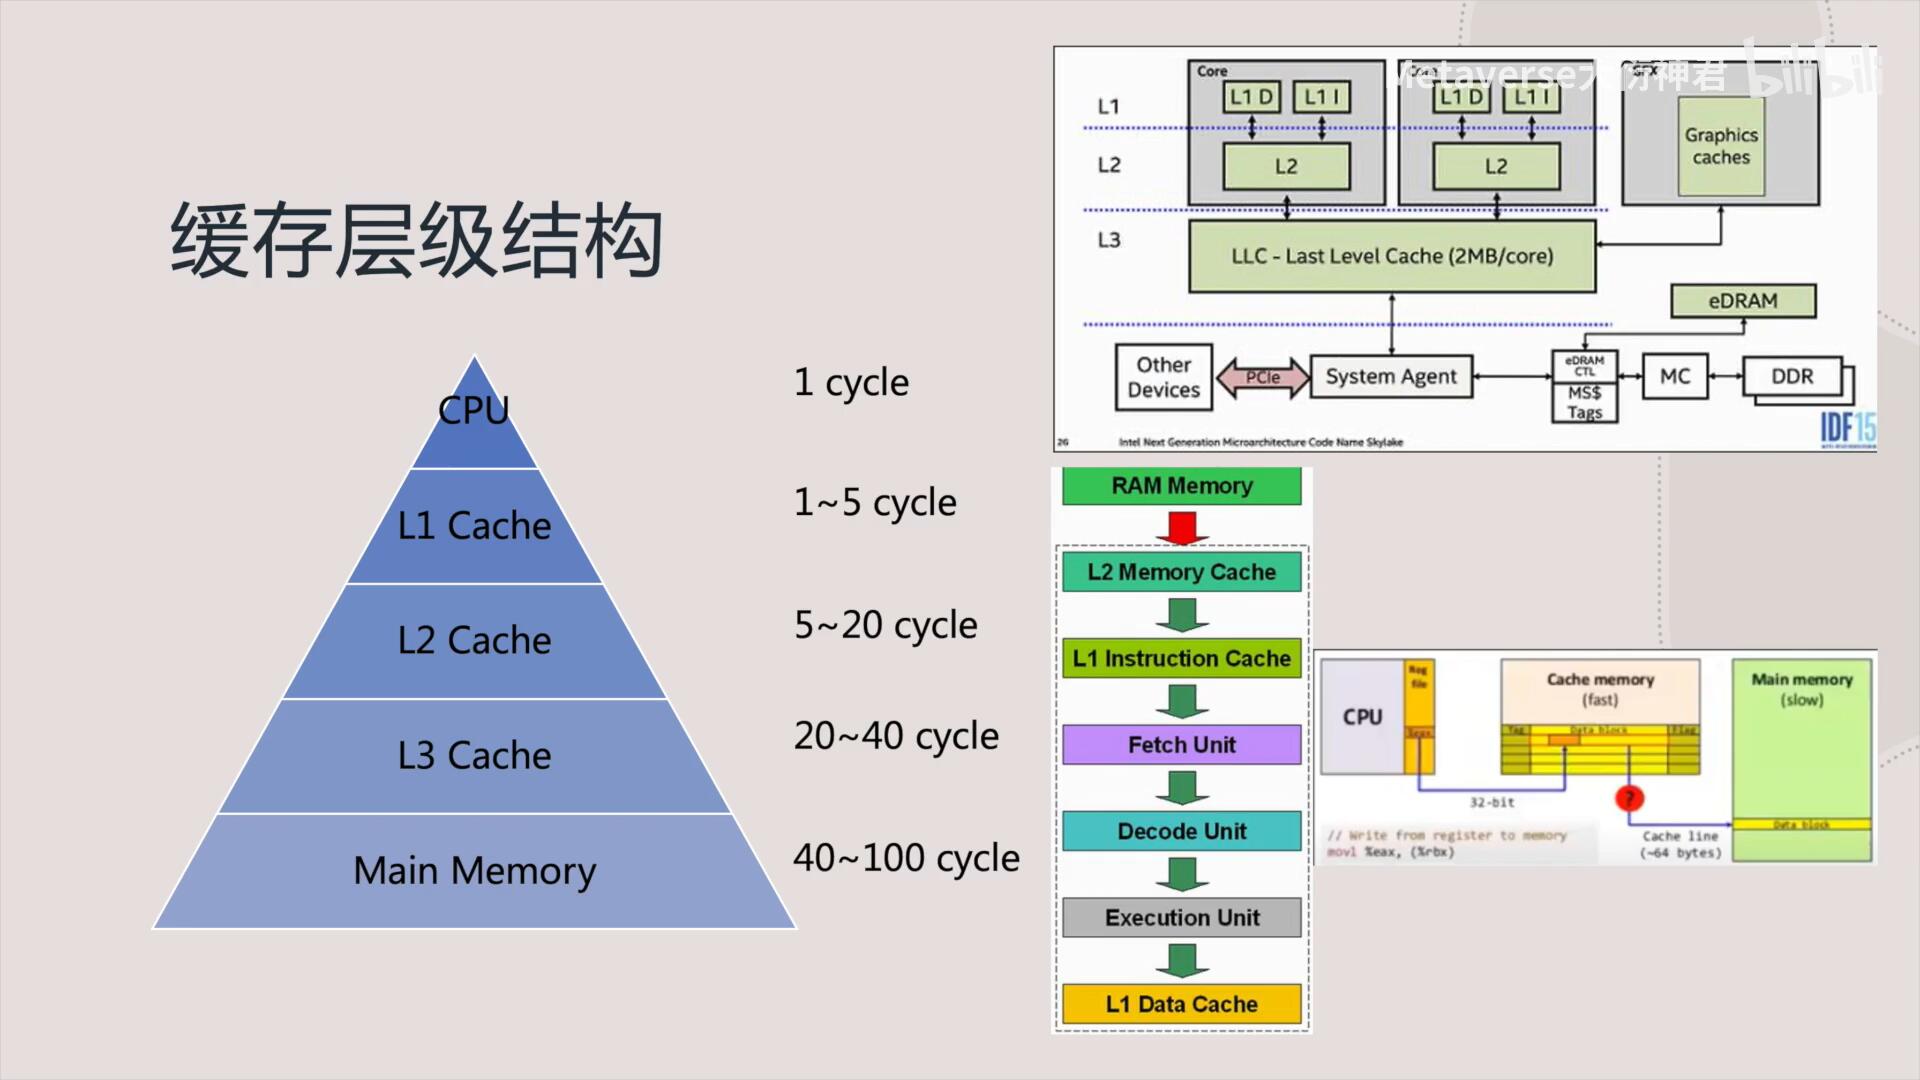 缓存层级结构
CPU
L1 Cache
L2 Cache
L3 Cache
Main Memory
1 cycle
1~5 cycle
5~20 cycle
20~40 cycle
40~100 cycle
L1
L2
L3
Core
L1 D
L1 I
L2
Core
L1 D
L1 I
L2
GFX
Graphics
caches
LLC - Last Level Cache (2MB/core)
eDRAM
Other
Devices
PCIe
System Agent
eDRAM
CTL
MS$
Tags
MC
DDR
26
Intel Next Generation Microarchitecture Code Name Skylake
IDF15
bilibili
RAM Memory
L2 Memory Cache
L1 Instruction Cache
Fetch Unit
Decode Unit
Execution Unit
L1 Data Cache
CPU
Reg
file
Cache memory
(fast)
Tag
Data block
Flag
Main memory
(slow)
Data block
32-bit
?
Cache line
(~64 bytes)
// Write from register to memory
movl %eax, (%rbx)